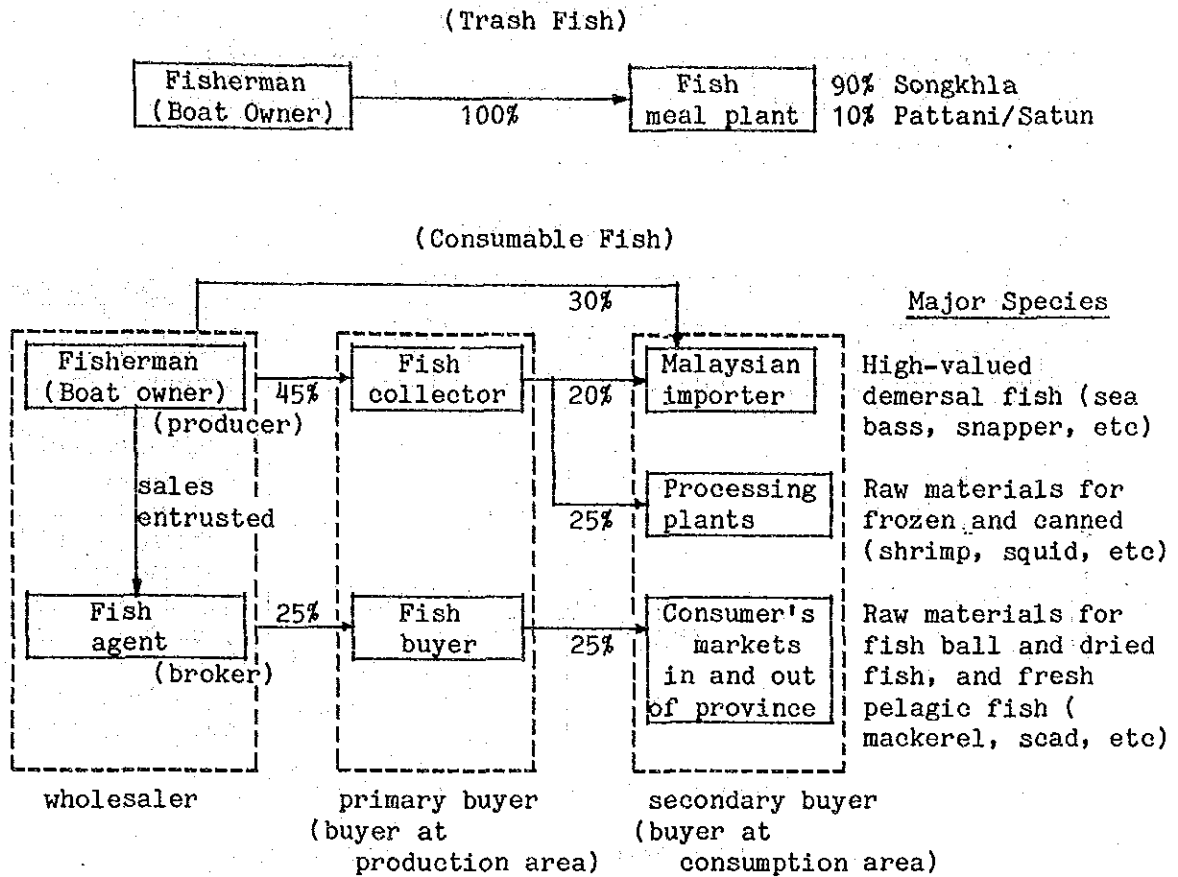 (Trash Fish)
Fisherman
(Boat Owner)
100%
Fish
meal plant
90% Songkhla
10% Pattani/Satun
(Consumable Fish)
30%
Major Species
Fisherman
(Boat owner)
(producer)
45%
Fish
collector
20%
Malaysian
importer
High-valued
demersal fish (sea
bass, snapper, etc)
sales
entrusted
25%
Processing
plants
Raw materials for
frozen and canned
(shrimp, squid, etc)
Fish
agent
(broker)
25%
Fish
buyer
25%
Consumer's
markets
in and out
of province
Raw materials for
fish ball and dried
fish, and fresh
pelagic fish (
mackerel, scad, etc)
wholesaler
primary buyer
(buyer at
production area)
secondary buyer
(buyer at
consumption area)